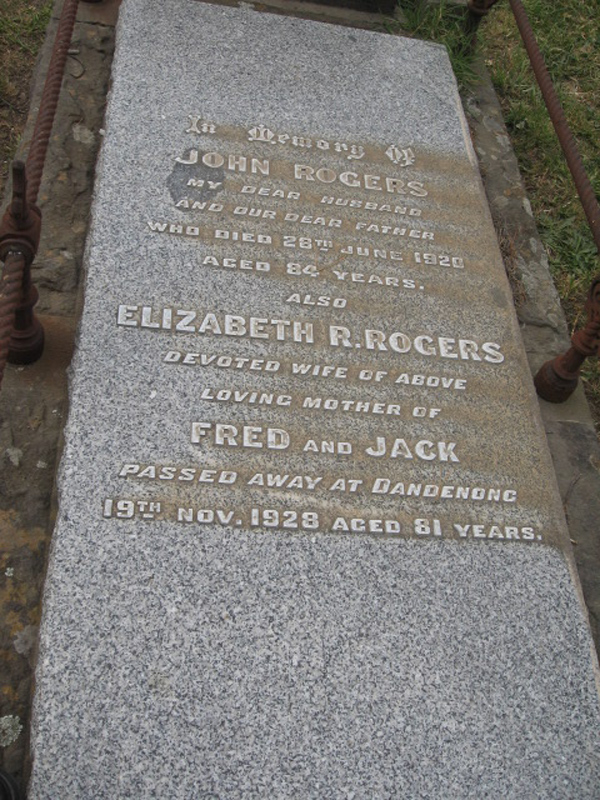 In Memory Of
JOHN ROGERS
MY DEAR HUSBAND
AND OUR DEAR FATHER
WHO DIED 28TH JUNE 1920
AGED 84 YEARS.
ALSO
ELIZABETH R. ROGERS
DEVOTED WIFE OF ABOVE
LOVING MOTHER OF
FRED AND JACK
PASSED AWAY AT DANDENONG
19TH NOV. 1928 AGED 81 YEARS.